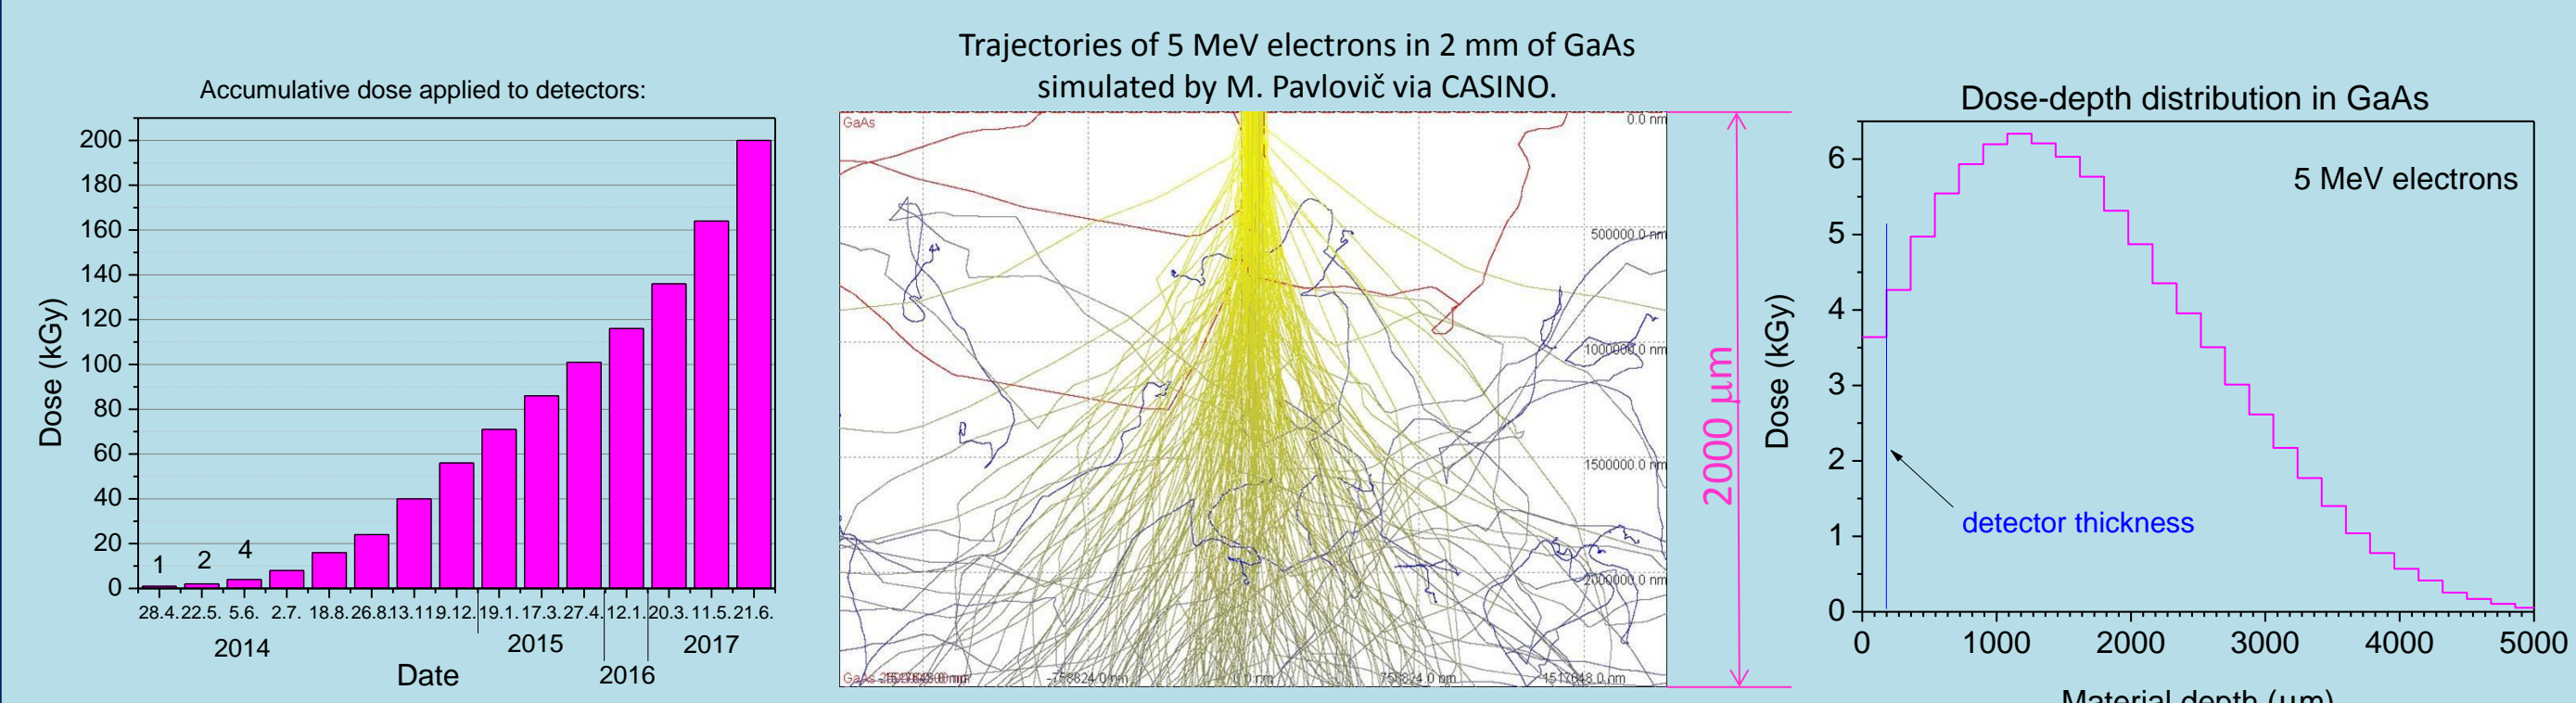 Accumulative dose applied to detectors:
200
180
160
140
120
100
80
60
40
20
0
Dose (kGy)
1
2
4
28.4. 22.5. 5.6. 2.7. 18.8. 26.8. 13.11 9.12. 19.1. 17.3. 27.4. 12.1. 20.3. 11.5. 21.6.
2014
2015
2016
2017
Date
Trajectories of 5 MeV electrons in 2 mm of GaAs
simulated by M. Pavlovič via CASINO.
GaAs
0.0 nm
500000.0 nm
1000000.0 nm
1500000.0 nm
2000000.0 nm
GaAs
-758824.0 nm
0.0 nm
758824.0 nm
1517648.0 nm
2000 µm
Dose-depth distribution in GaAs
5 MeV electrons
6
5
4
3
2
1
0
Dose (kGy)
detector thickness
0 1000 2000 3000 4000 5000
Material depth (µm)